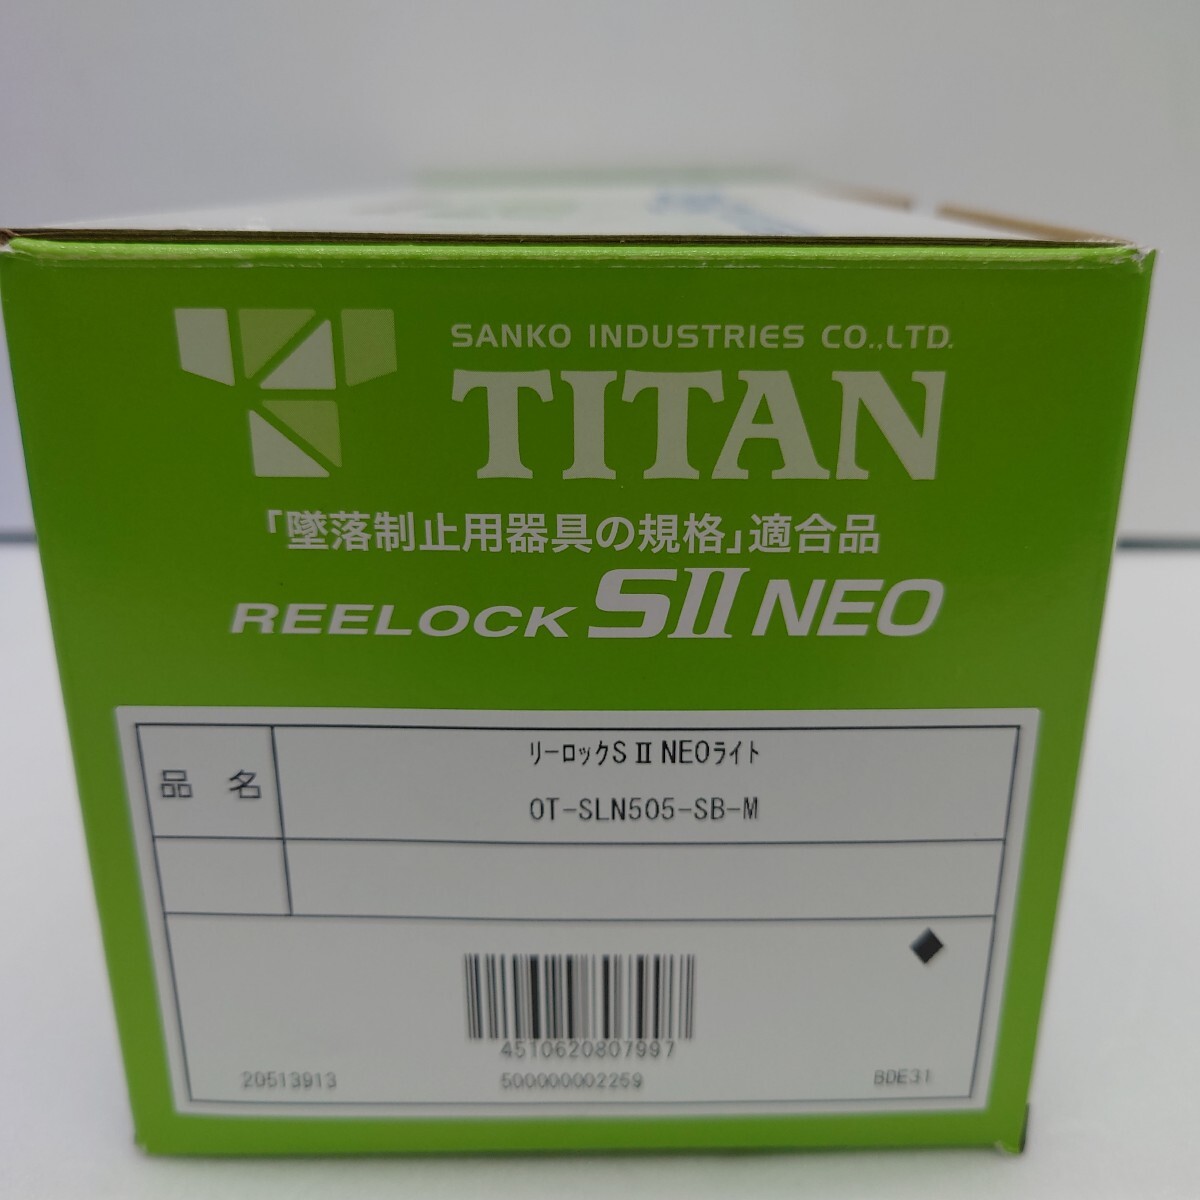 SANKO INDUSTRIES CO.,LTD.
TITAN
「墜落制止用器具の規格」適合品
REELOCK SII NEO
品 名
リーロックSⅡNEOライト
OT-SLN505-SB-M
4510620807997
20513913
500000002259
BDE31